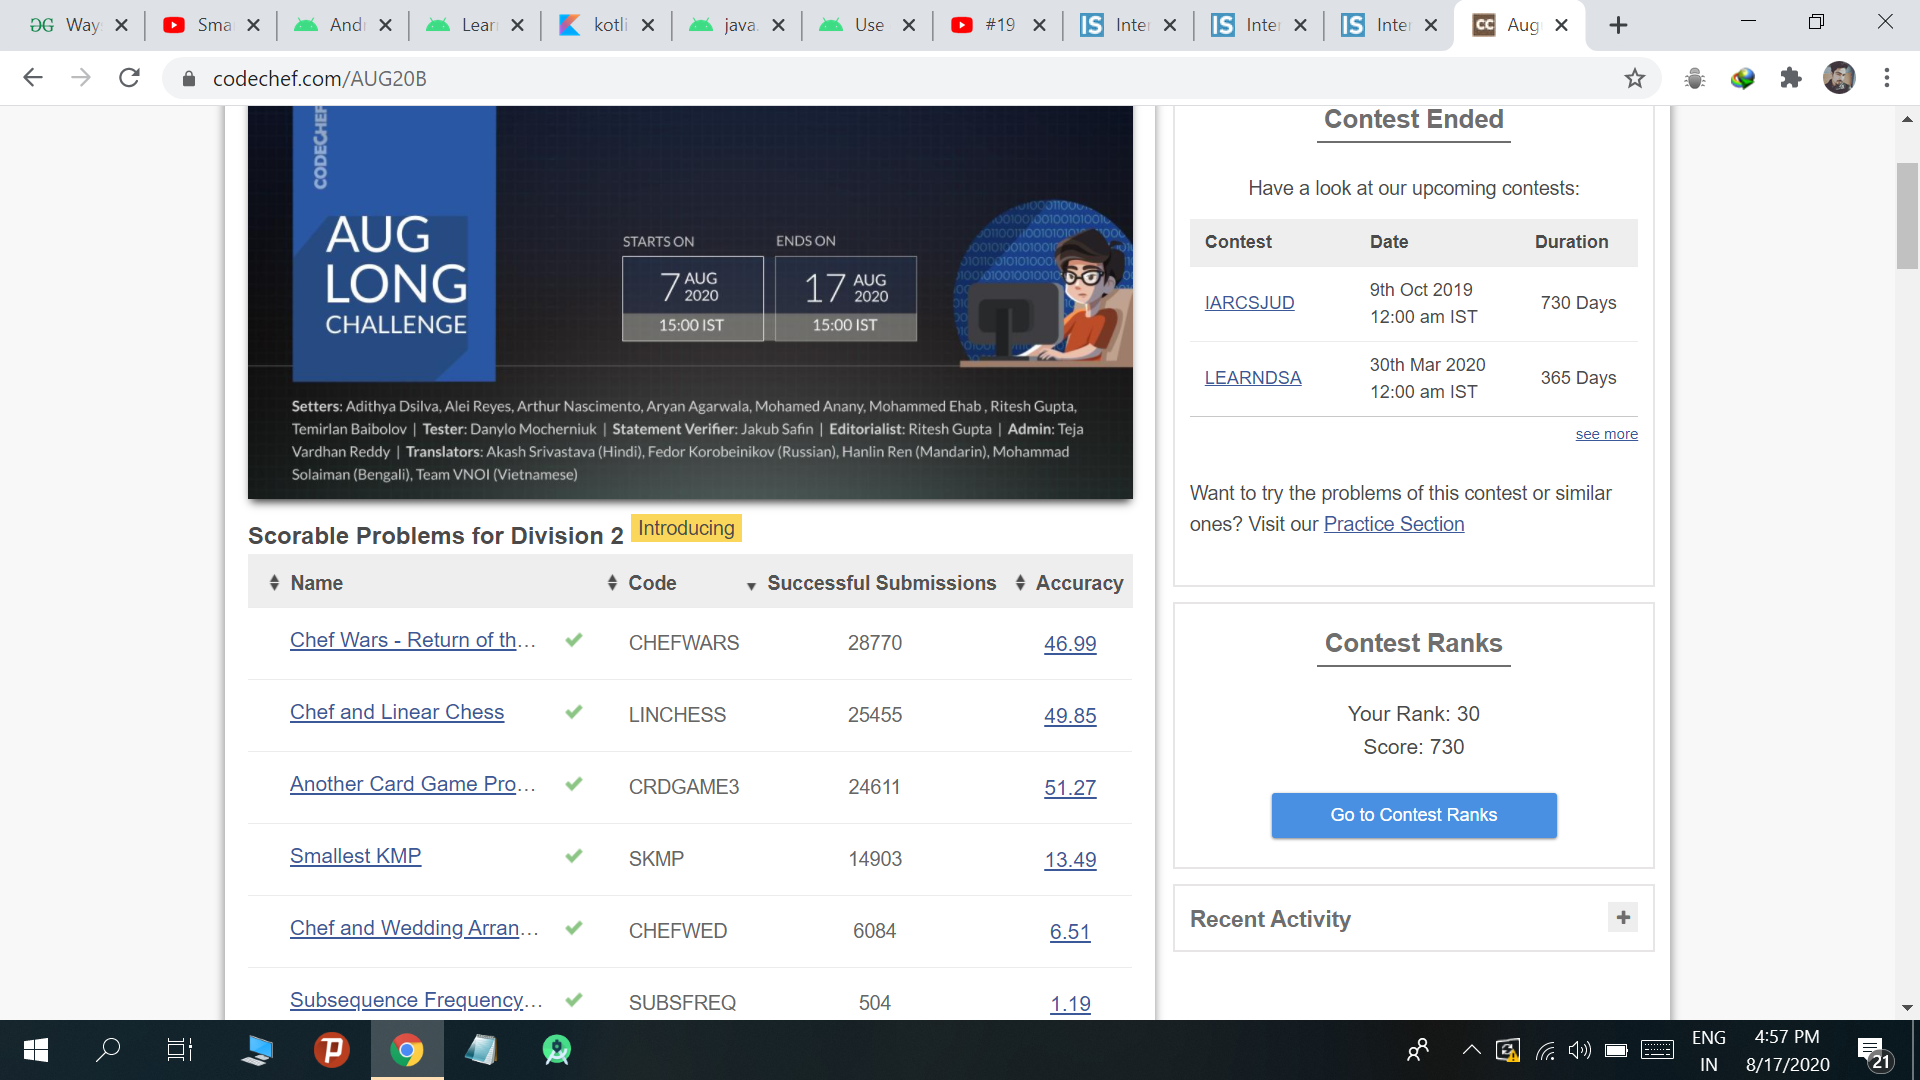 Way
Sma
And
Lear
kotli
java.
Use
#19
Inter
Inter
Inter
Aug
codechef.com/AUG20B
CODECHEF
AUG
LONG
CHALLENGE
STARTS ON
ENDS ON
7 AUG 2020
17 AUG 2020
15:00 IST
15:00 IST
Setters: Adithya Dsilva, Alei Reyes, Arthur Nascimento, Aryan Agarwala, Mohamed Anany, Mohammed Ehab , Ritesh Gupta,
Temirlan Baibolov | Tester: Danylo Mocherniuk | Statement Verifier: Jakub Safin | Editorialist: Ritesh Gupta | Admin: Teja
Vardhan Reddy | Translators: Akash Srivastava (Hindi), Fedor Korobeinikov (Russian), Hanlin Ren (Mandarin), Mohammad
Solaiman (Bengali), Team VNOI (Vietnamese)
Scorable Problems for Division 2 Introducing
Name Code Successful Submissions Accuracy
Chef Wars - Return of th... CHEFWARS 28770 46.99
Chef and Linear Chess LINCHESS 25455 49.85
Another Card Game Pro... CRDGAME3 24611 51.27
Smallest KMP SKMP 14903 13.49
Chef and Wedding Arran... CHEFWED 6084 6.51
Subsequence Frequency... SUBSFREQ 504 1.19
Contest Ended
Have a look at our upcoming contests:
Contest Date Duration
IARCSJUD 9th Oct 2019 730 Days
12:00 am IST
LEARNDSA 30th Mar 2020 365 Days
12:00 am IST
see more
Want to try the problems of this contest or similar
ones? Visit our Practice Section
Contest Ranks
Your Rank: 30
Score: 730
Go to Contest Ranks
Recent Activity
ENG
IN
4:57 PM
8/17/2020
21